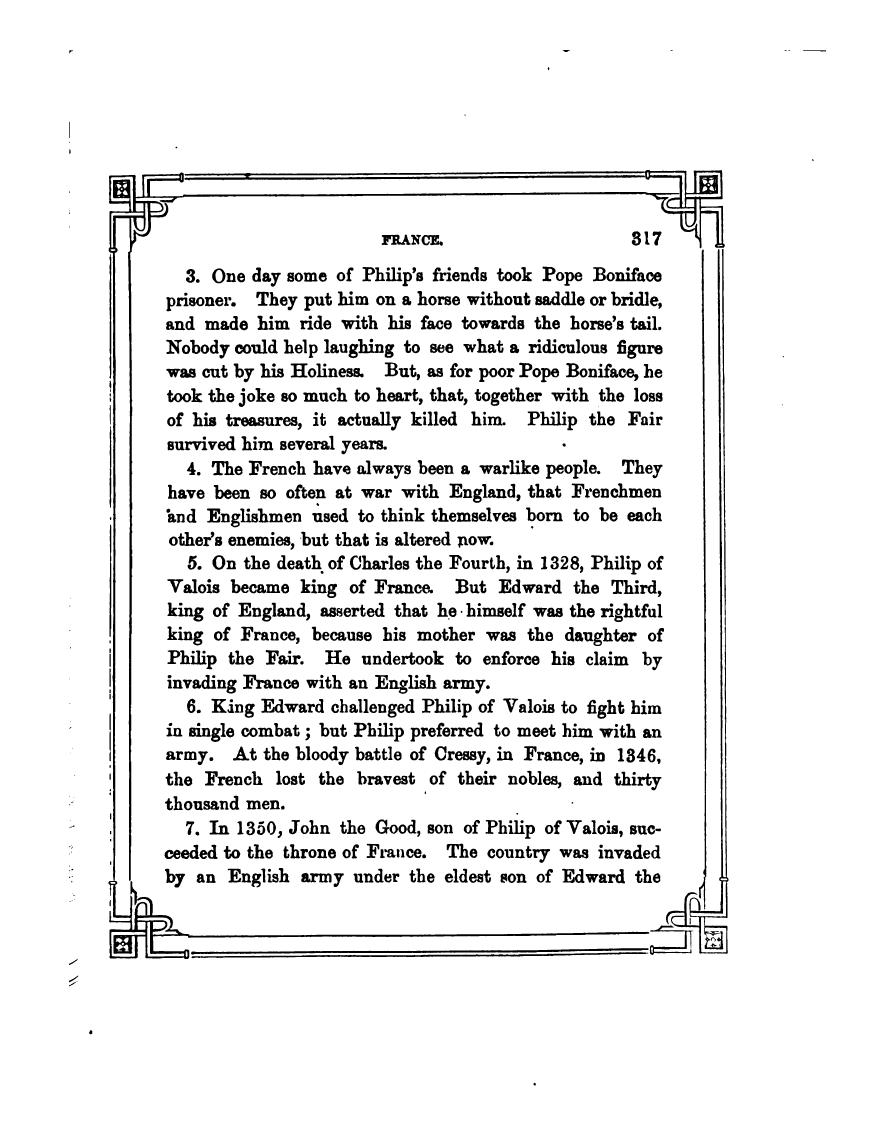 FRANCE. 317
3. One day some of Philip's friends took Pope Boniface
prisoner. They put him on a horse without saddle or bridle,
and made him ride with his face towards the horse's tail.
Nobody could help laughing to see what a ridiculous figure
was cut by his Holiness. But, as for poor Pope Boniface, he
took the joke so much to heart, that, together with the loss
of his treasures, it actually killed him. Philip the Fair
survived him several years.
4. The French have always been a warlike people. They
have been so often at war with England, that Frenchmen
and Englishmen used to think themselves born to be each
other's enemies, but that is altered now.
5. On the death of Charles the Fourth, in 1328, Philip of
Valois became king of France. But Edward the Third,
king of England, asserted that he himself was the rightful
king of France, because his mother was the daughter of
Philip the Fair. He undertook to enforce his claim by
invading France with an English army.
6. King Edward challenged Philip of Valois to fight him
in single combat; but Philip preferred to meet him with an
army. At the bloody battle of Cressy, in France, in 1346,
the French lost the bravest of their nobles, and thirty
thousand men.
7. In 1350, John the Good, son of Philip of Valois, suc-
ceeded to the throne of France. The country was invaded
by an English army under the eldest son of Edward the